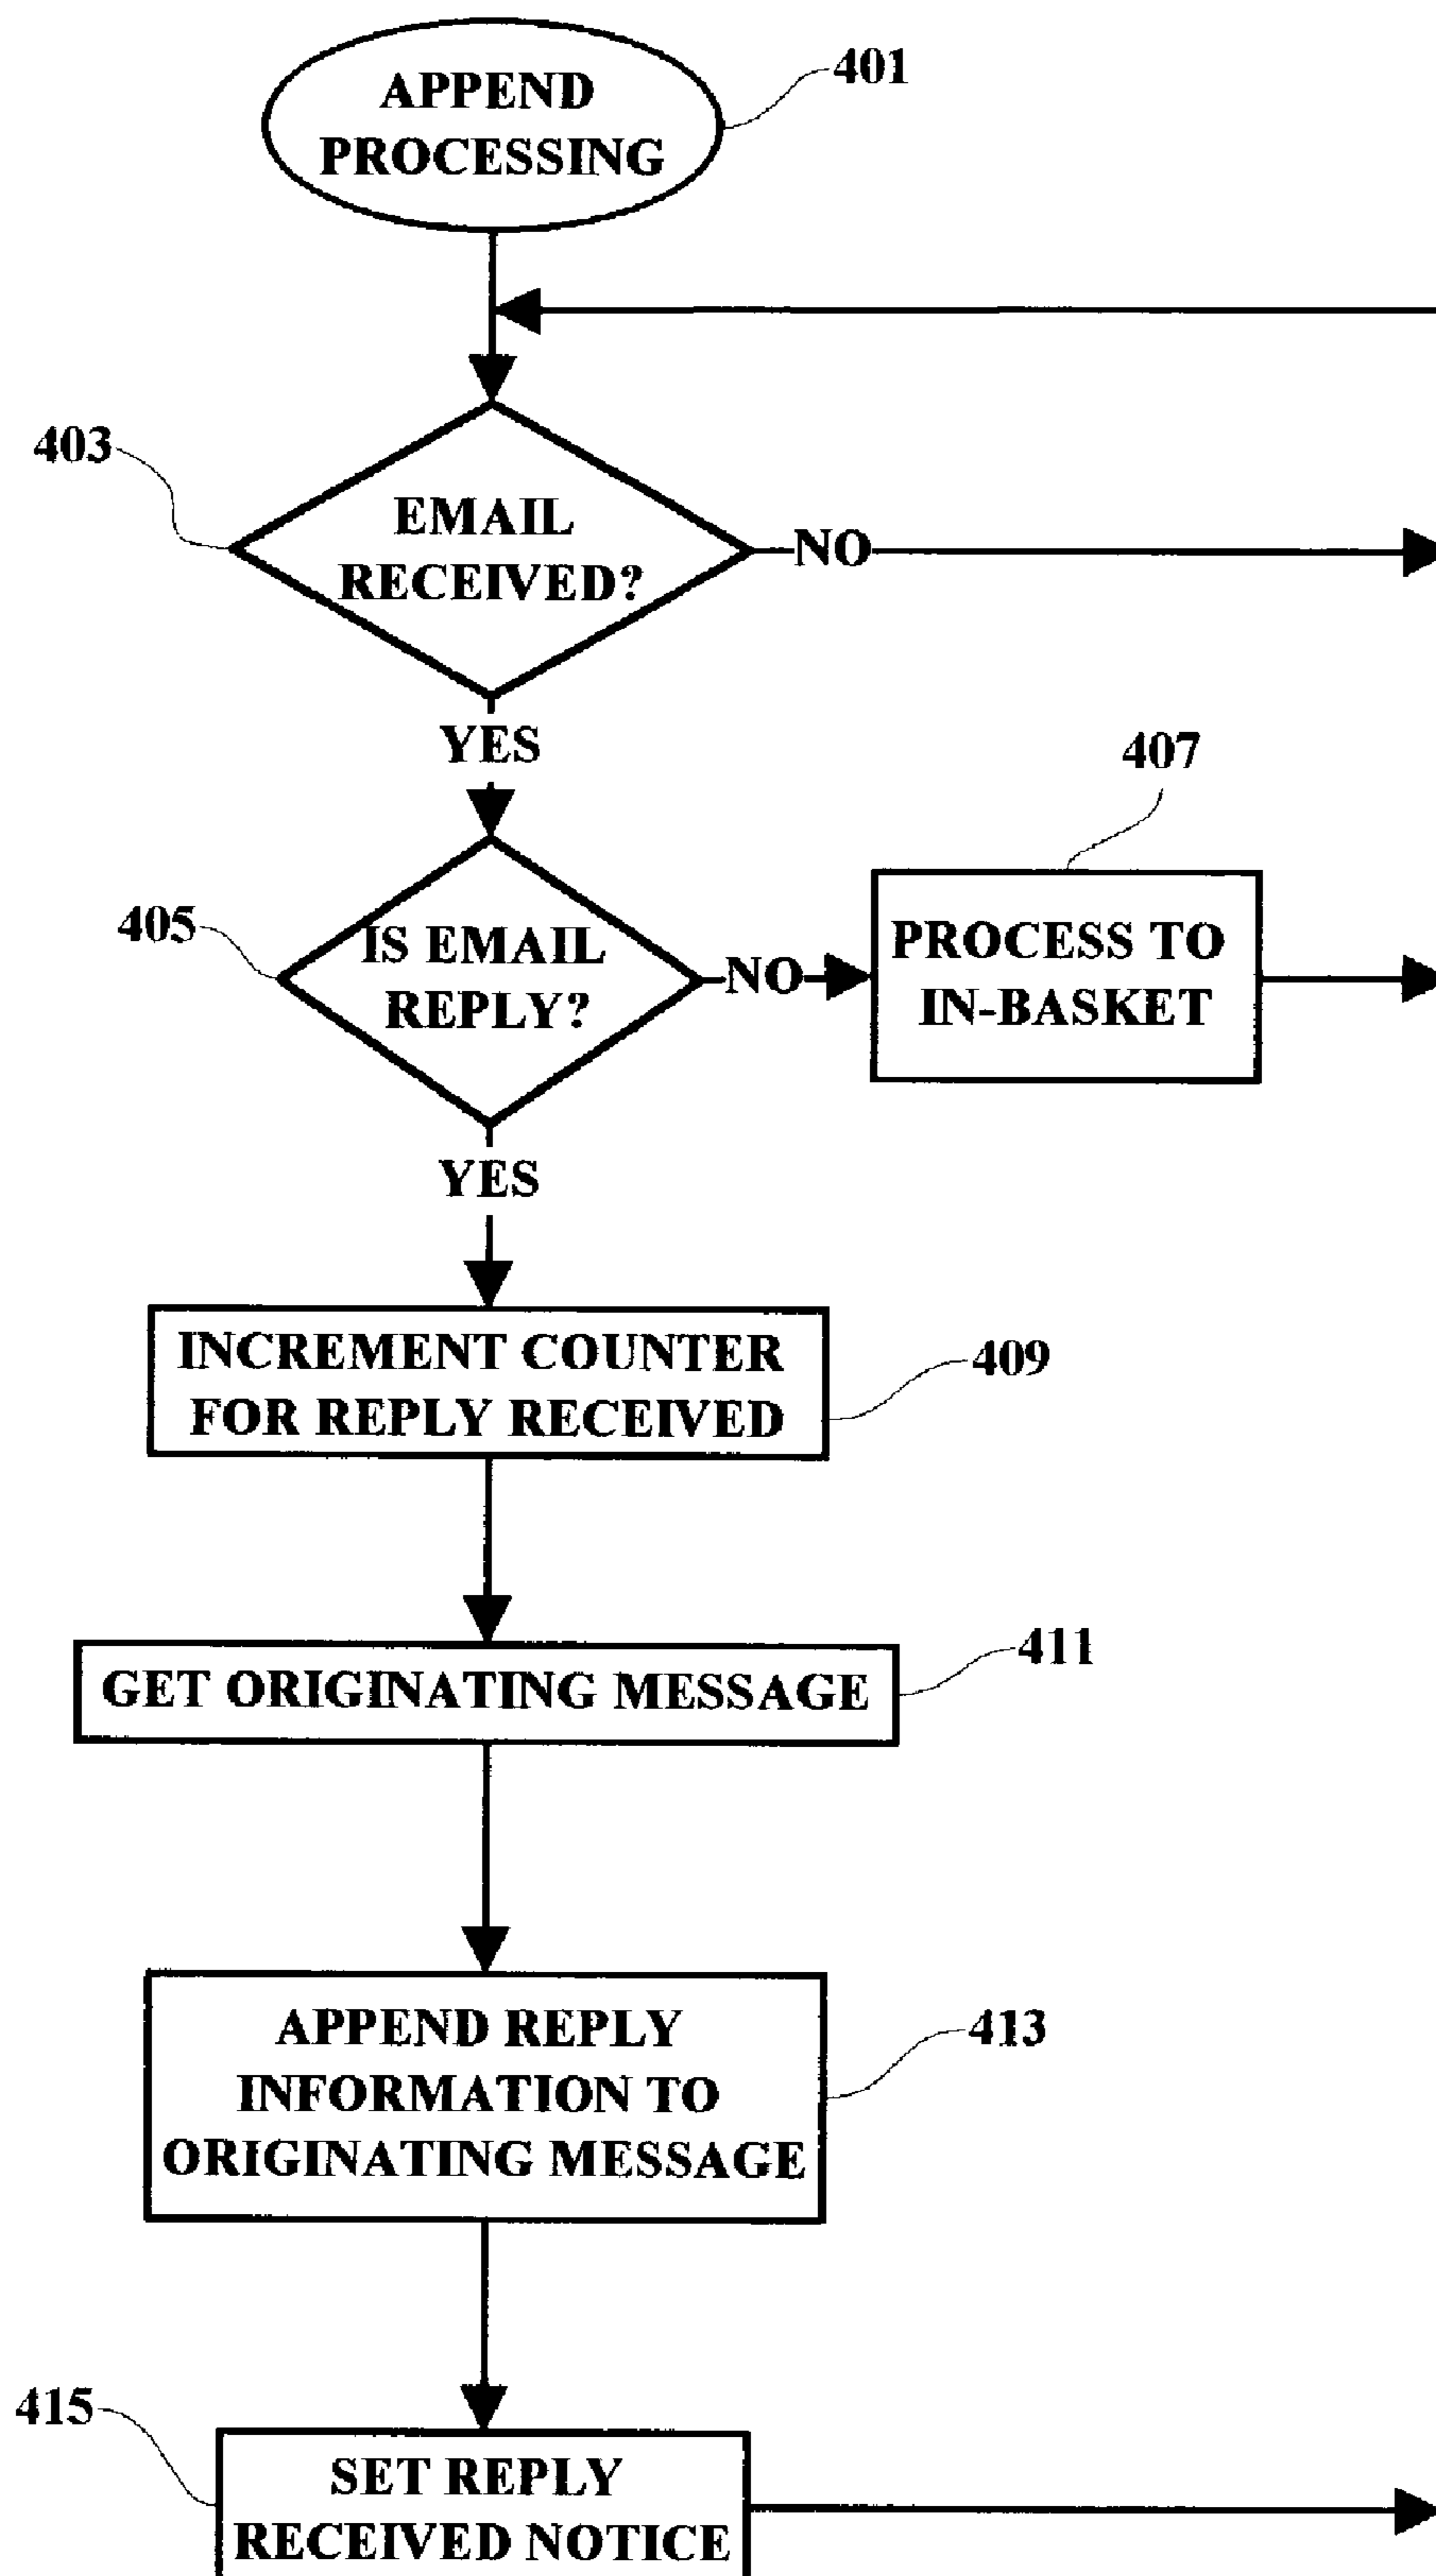 APPEND
PROCESSING
401
403
EMAIL
RECEIVED?
NO
YES
407
405
IS EMAIL
REPLY?
NO
PROCESS TO
IN-BASKET
YES
INCREMENT COUNTER
FOR REPLY RECEIVED
409
GET ORIGINATING MESSAGE
411
APPEND REPLY
INFORMATION TO
ORIGINATING MESSAGE
413
415
SET REPLY
RECEIVED NOTICE